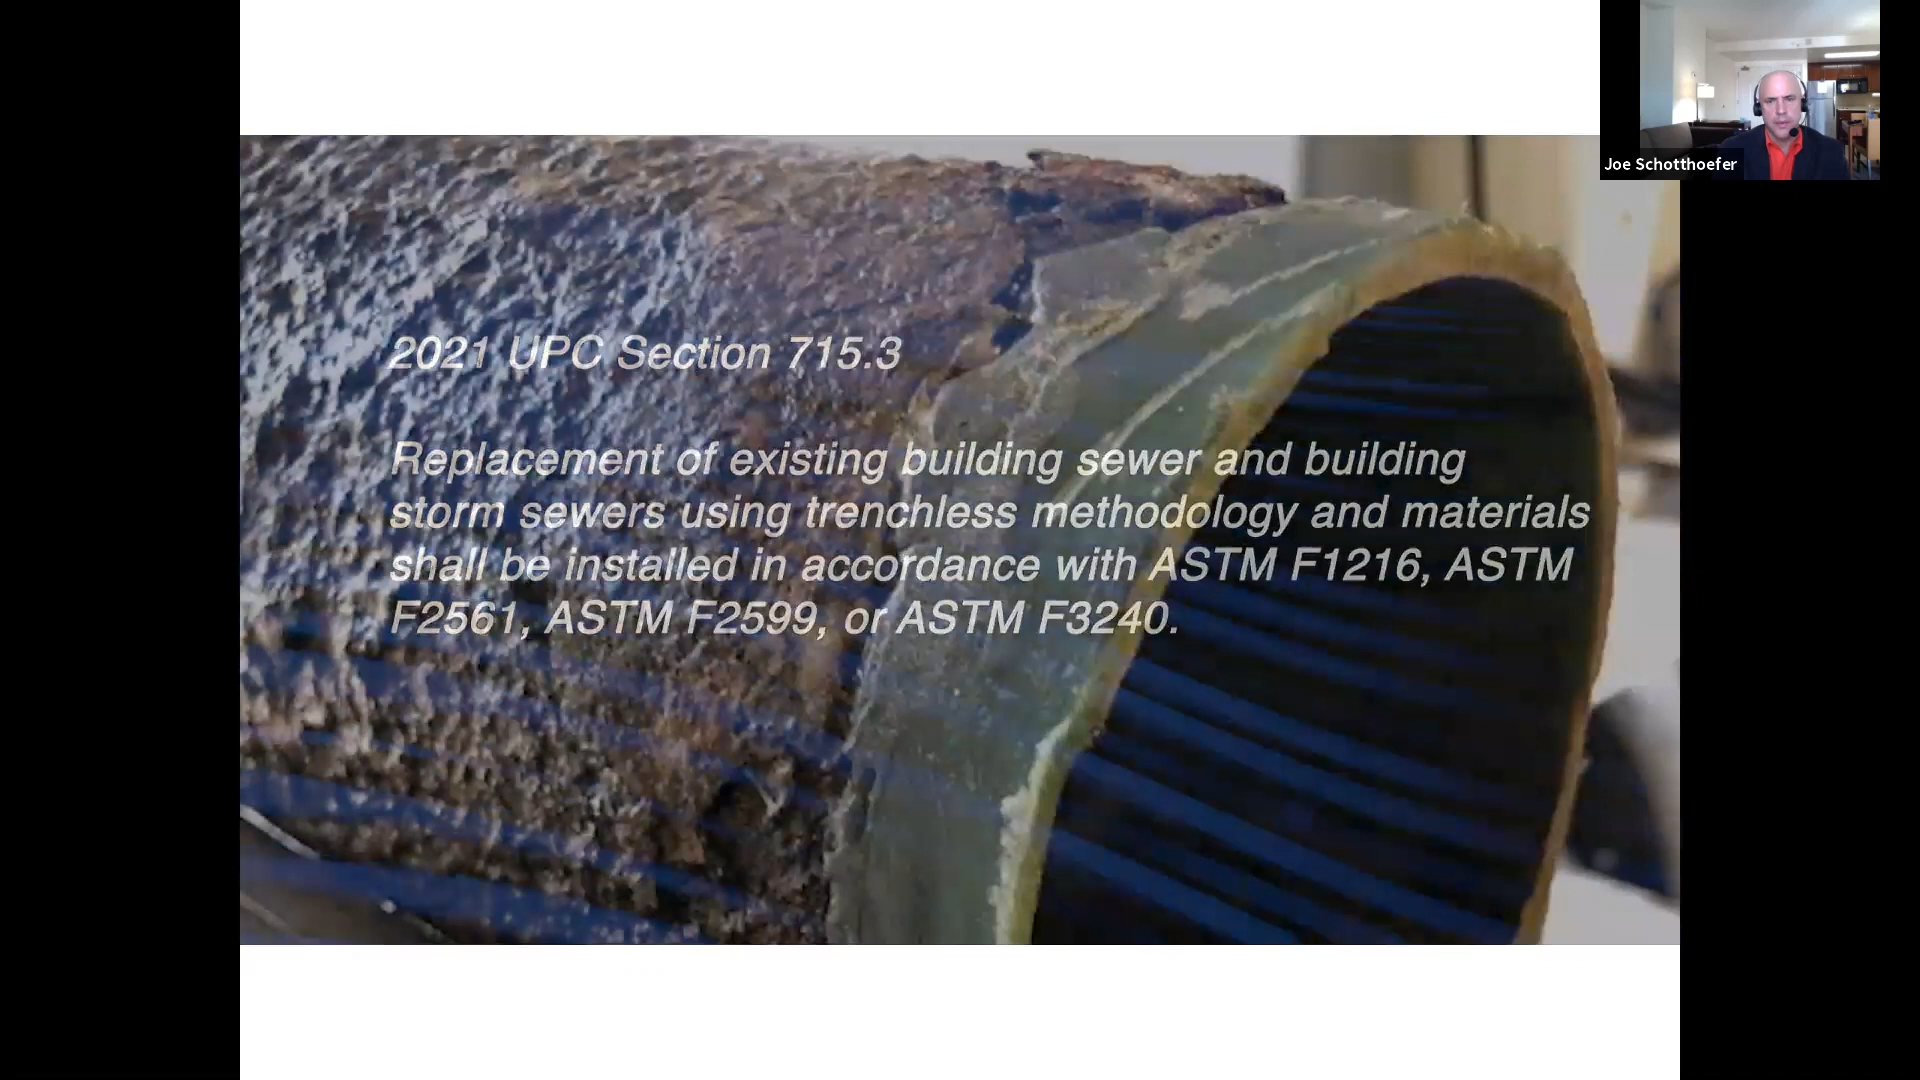 Joe Schotthoefer
2021 UPC Section 715.3
Replacement of existing building sewer and building
storm sewers using trenchless methodology and materials
shall be installed in accordance with ASTM F1216, ASTM
F2561, ASTM F2599, or ASTM F3240.